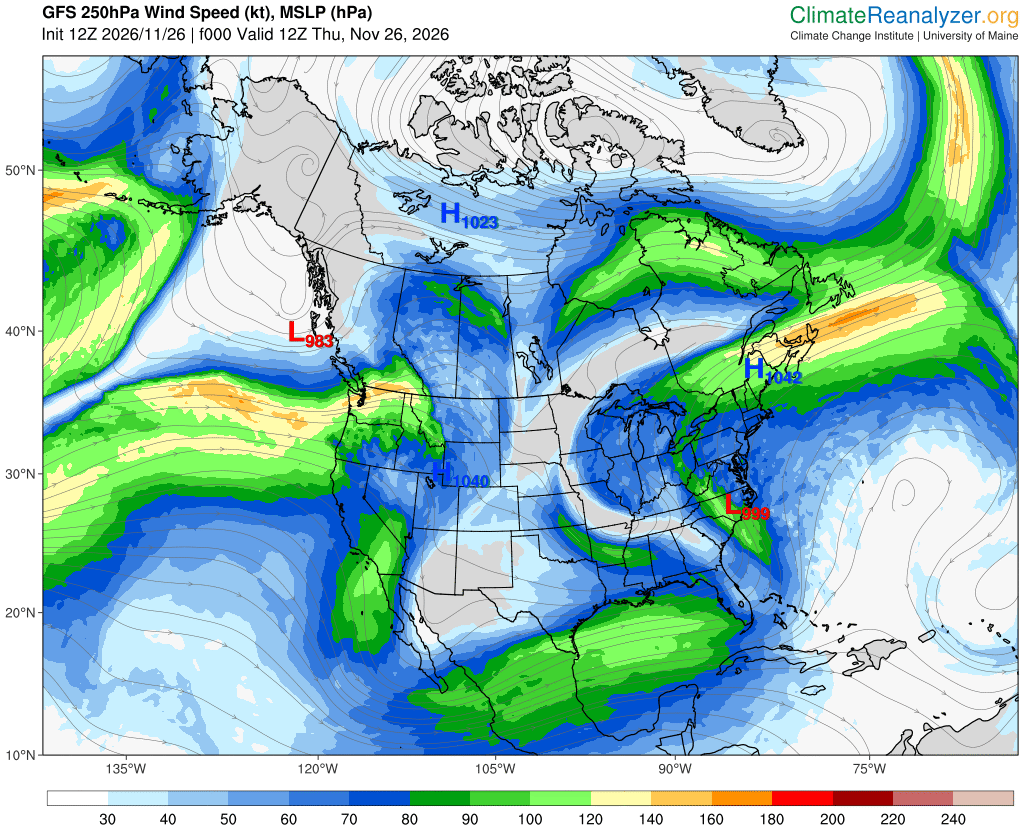 GFS 250hPa Wind Speed (kt), MSLP (hPa)
Init 12Z 2026/11/26 | f000 Valid 12Z Thu, Nov 26, 2026
ClimateReanalyzer.org
Climate Change Institute | University of Maine
50°N
40°N
30°N
20°N
10°N
H1023
L983
H1042
1040
L999
135°W
120°W
105°W
90°W
75°W
30 40 50 60 70 80 90 100 110 120 140 160 180 200 220 240